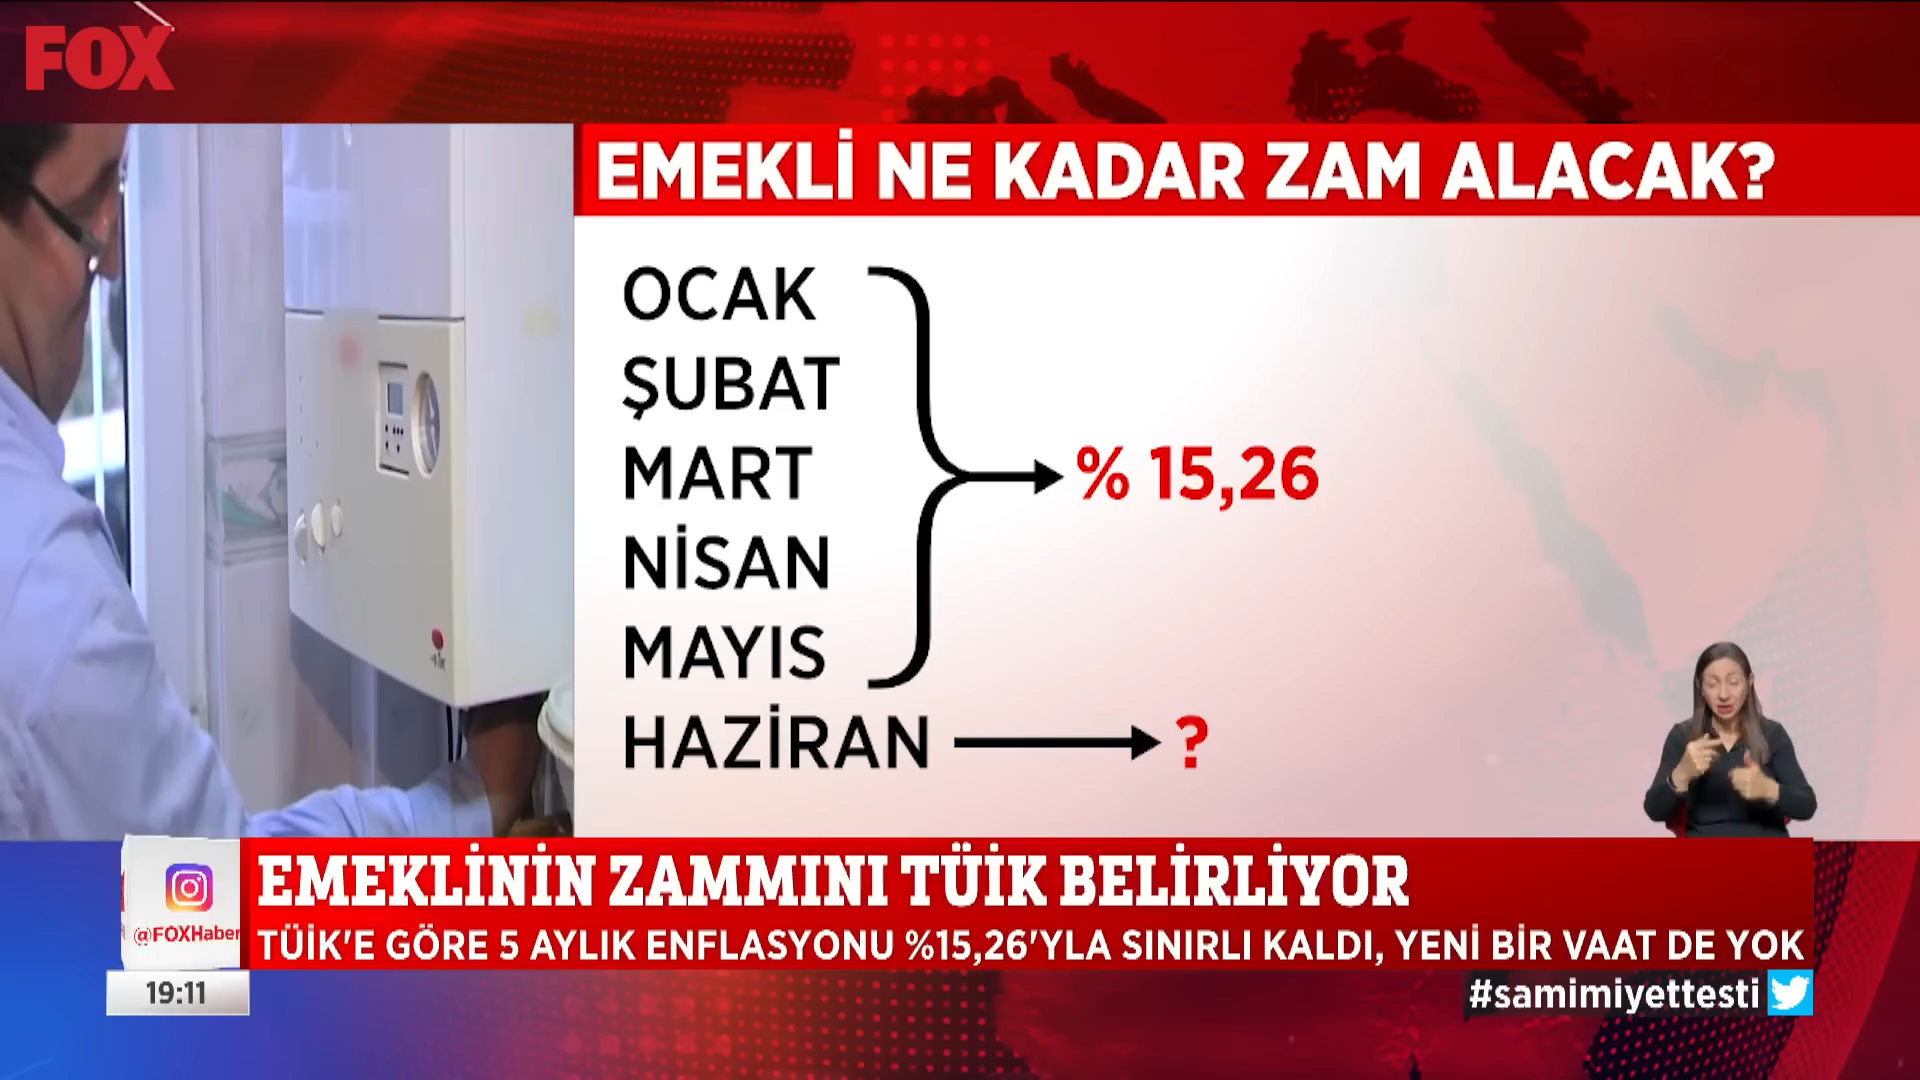 FOX
EMEKLİ NE KADAR ZAM ALACAK?
OCAK
ŞUBAT
MART
NİSAN
MAYIS
% 15,26
HAZİRAN
?
@FOXHaber
EMEKLİNİN ZAMMINI TÜİK BELİRLİYOR
TÜİK'E GÖRE 5 AYLIK ENFLASYONU %15,26'YLA SINIRLI KALDI, YENİ BİR VAAT DE YOK
19:11
#samimiyettesti